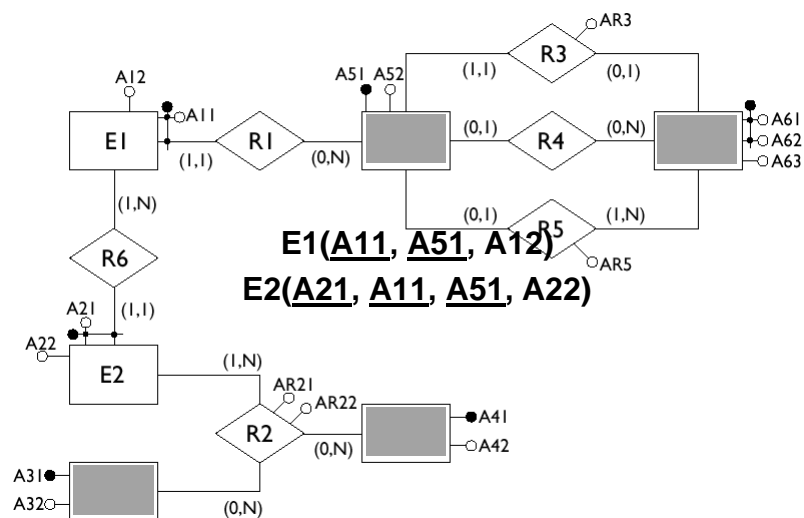 AR3
R3
A51 A52
(1,1) (0,1)
A12
A11
E1
(1,1)
R1
(0,N)
(0,1)
R4
(0,N)
A61
A62
A63
(1,N)
(0,1)
R5
(1,N)
E1(A11, A51, A12)
R6
AR5
E2(A21, A11, A51, A22)
A21
(1,1)
A22
E2
(1,N)
AR21
AR22
R2
(0,N)
A41
A42
A31
A32
(0,N)